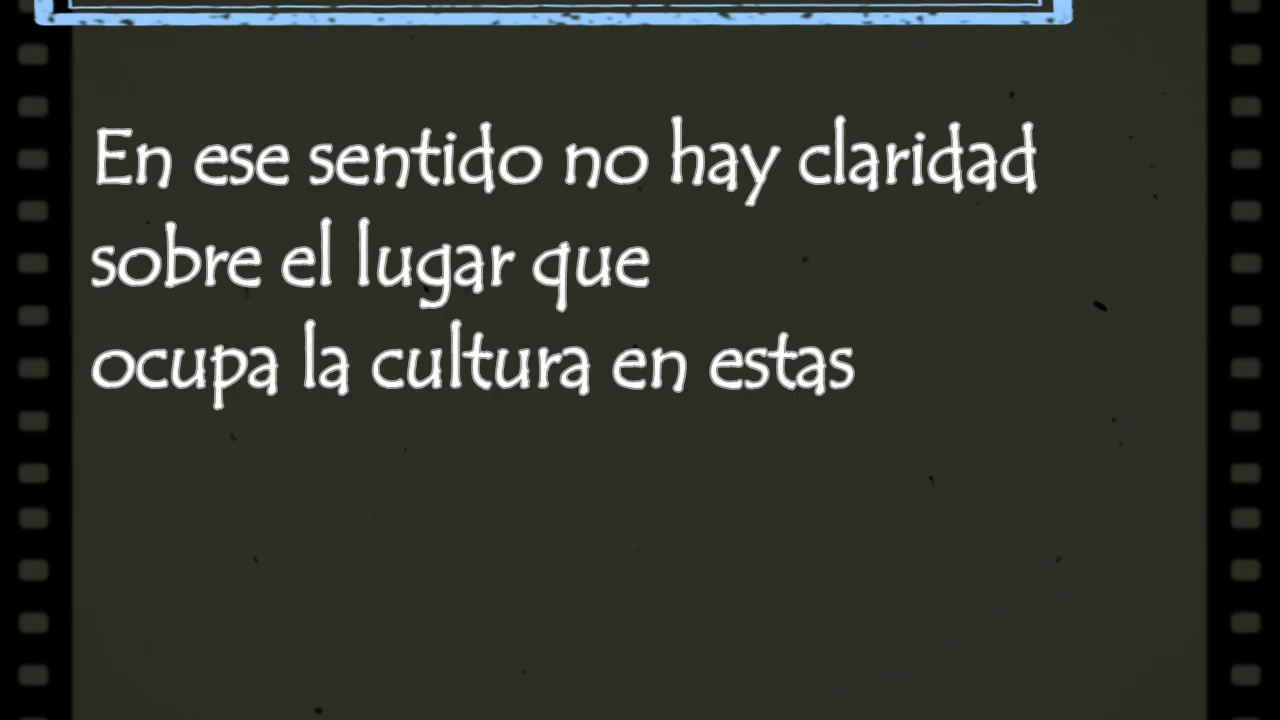 En ese sentido no hay claridad
sobre el lugar que
ocupa la cultura en estas